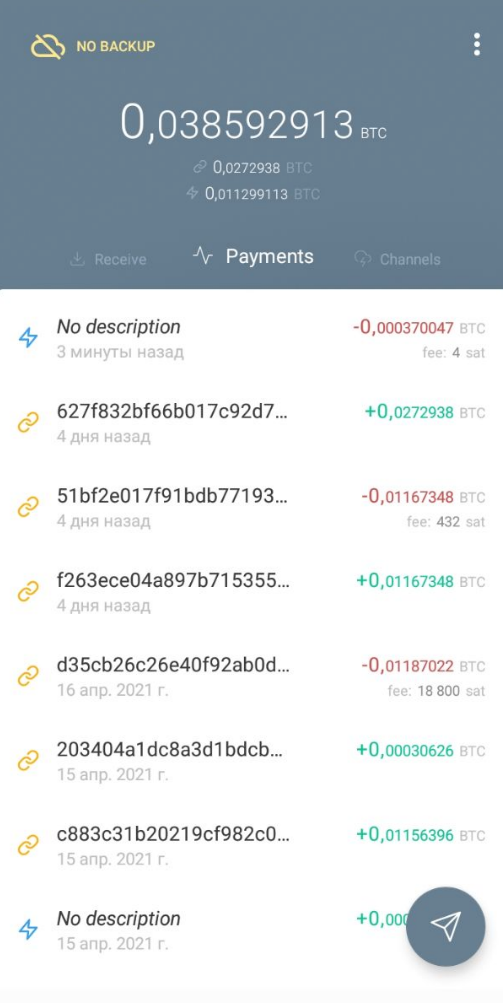 NO BACKUP
0,038592913 BTC
0,0272938 BTC
0,011299113 BTC
Receive Payments Channels
No description -0,000370047 BTC
3 минуты назад fee: 4 sat
627f832bf66b017c92d7... +0,0272938 BTC
4 дня назад
51bf2e017f91bdb77193... -0,01167348 BTC
4 дня назад fee: 432 sat
f263ece04a897b715355... +0,01167348 BTC
4 дня назад
d35cb26c26e40f92ab0d... -0,01187022 BTC
16 апр. 2021 г. fee: 18 800 sat
203404a1dc8a3d1bdcb... +0,00030626 BTC
15 апр. 2021 г.
c883c31b20219cf982c0... +0,01156396 BTC
15 апр. 2021 г.
No description +0,00
15 апр. 2021 г.